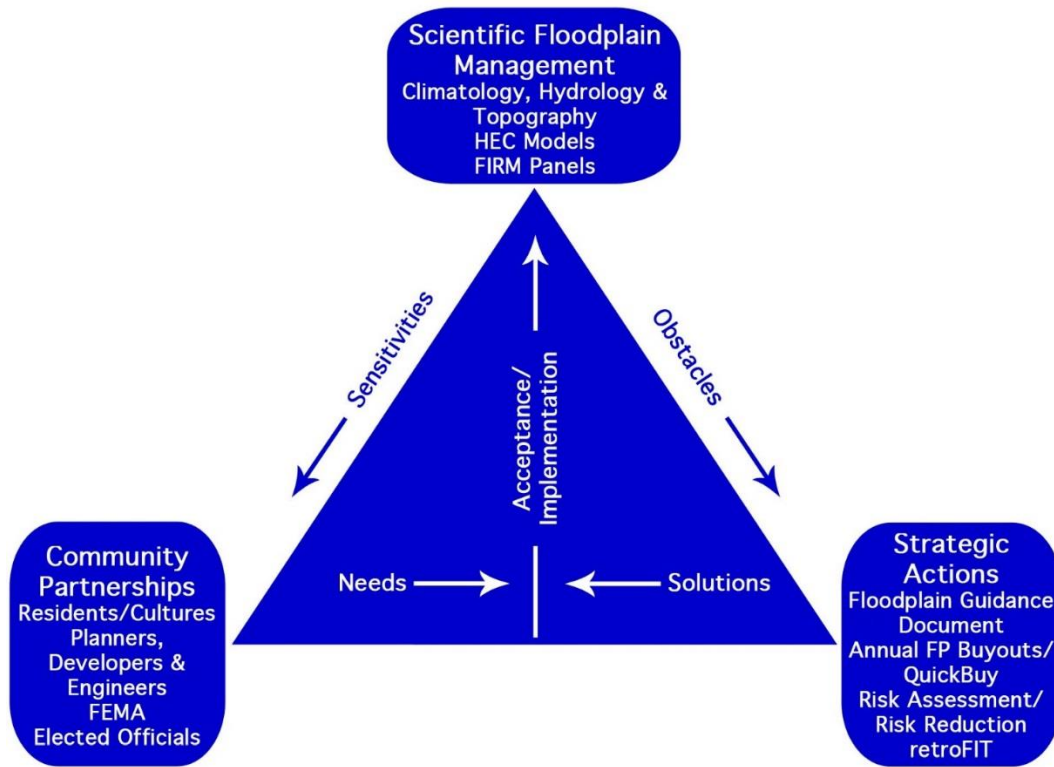 Scientific Floodplain
Management
Climatology, Hydrology &
Topography
HEC Models
FIRM Panels
Sensitivities
Obstacles
Acceptance/
Implementation
Needs
Solutions
Community
Partnerships
Residents/Cultures
Planners,
Developers &
Engineers
FEMA
Elected Officials
Strategic
Actions
Floodplain Guidance
Document
Annual FP Buyouts/
QuickBuy
Risk Assessment/
Risk Reduction
retroFIT